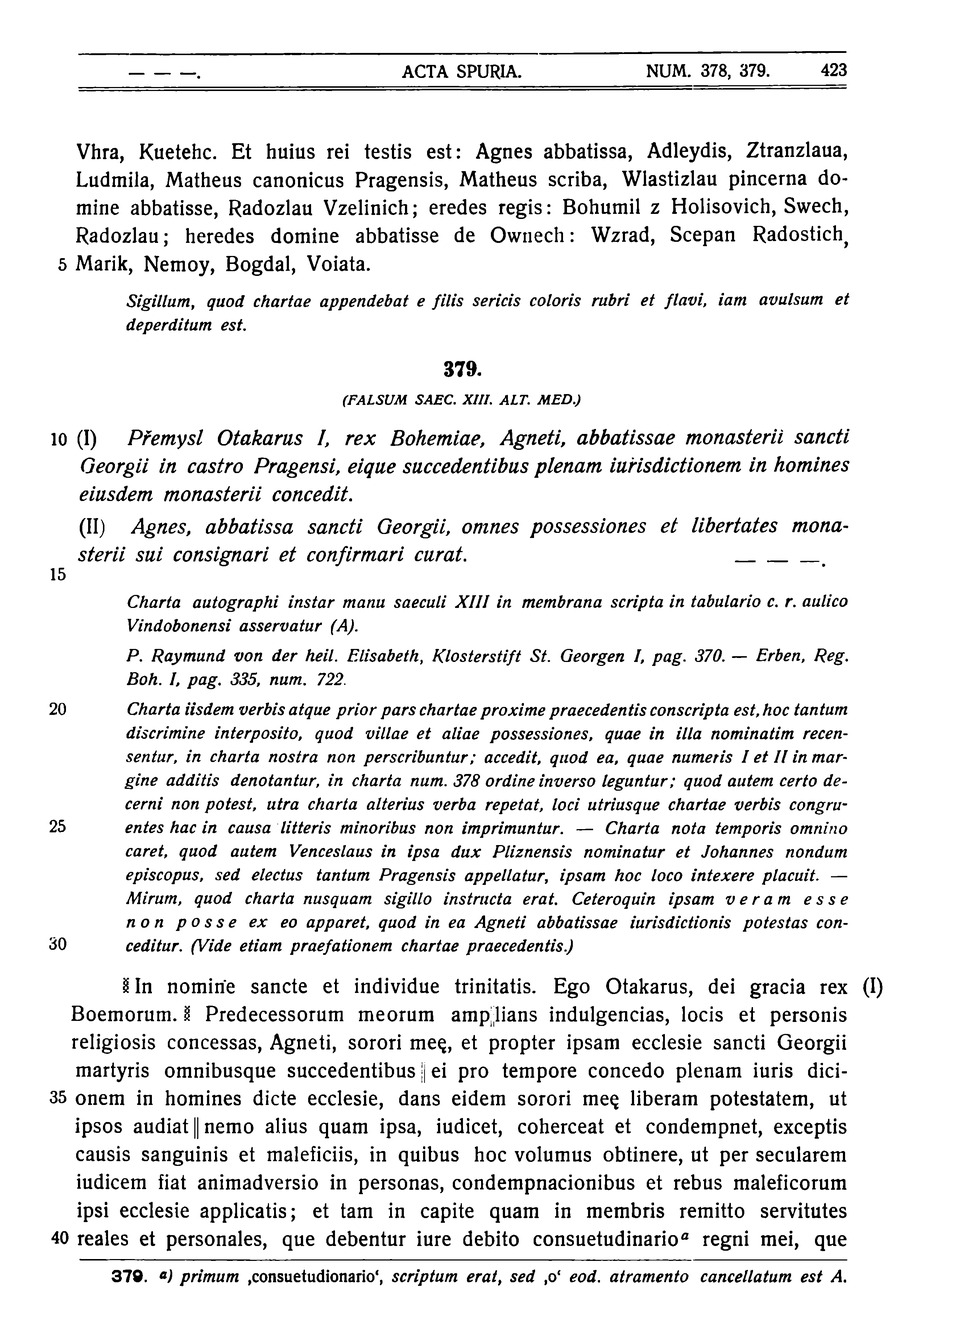 — — —. ACTA SPURIA. NUM. 378, 379. 423
Vhra, Kuetehc. Et huius rei testis est: Agnes abbatissa, Adleydis, Ztranzlaua,
Ludmila, Matheus canonicus Pragensis, Matheus scriba, Wlastizlau pincerna do-
mine abbatisse, Radozlau Vzelinich; eredes regis: Bohumil z Holisovich, Swech,
Radozlau; heredes domine abbatisse de Ownech: Wzrad, Scepan Radostich,
5 Marik, Nemoy, Bogdal, Voiata.
Sigillum, quod chartae appendebat e filis sericis coloris rubri et flavi, iam avulsum et
deperditum est.
379.
(FALSUM SAEC. XIII. ALT. MED.)
10 (I) Přemysl Otakarus I, rex Bohemiae, Agneti, abbatissae monasterii sancti
Georgii in castro Pragensi, eique succedentibus plenam iurisdictionem in homines
eiusdem monasterii concedit.
(II) Agnes, abbatissa sancti Georgii, omnes possessiones et libertates mona-
sterii sui consignari et confirmari curat. — — —.
15
Charta autographi instar manu saeculi XIII in membrana scripta in tabulario c. r. aulico
Vindobonensi asservatur (A).
P. Raymund von der heil. Elisabeth, Klosterstift St. Georgen I, pag. 370. — Erben, Reg.
Boh. I, pag. 335, num. 722.
20 Charta iisdem verbis atque prior pars chartae proxime praecedentis conscripta est, hoc tantum
discrimine interposito, quod villae et aliae possessiones, quae in illa nominatim recen-
sentur, in charta nostra non perscribuntur; accedit, quod ea, quae numeris I et II in mar-
gine additis denotantur, in charta num. 378 ordine inverso leguntur; quod autem certo de-
cerni non potest, utra charta alterius verba repetat, loci utriusque chartae verbis congru-
25 entes hac in causa litteris minoribus non imprimuntur. — Charta nota temporis omnino
caret, quod autem Venceslaus in ipsa dux Pliznensis nominatur et Johannes nondum
episcopus, sed electus tantum Pragensis appellatur, ipsam hoc loco intexere placuit. —
Mirum, quod charta nusquam sigillo instructa erat. Ceteroquin ipsam veram esse
non posse ex eo apparet, quod in ea Agneti abbatissae iurisdictionis potestas con-
30 ceditur. (Vide etiam praefationem chartae praecedentis.)
⁑ In nomine sancte et individue trinitatis. Ego Otakarus, dei gracia rex (I)
Boemorum. ⁑ Predecessorum meorum amp||lians indulgencias, locis et personis
religiosis concessas, Agneti, sorori meę, et propter ipsam ecclesie sancti Georgii
martyris omnibusque succedentibus || ei pro tempore concedo plenam iuris dici-
35 onem in homines dicte ecclesie, dans eidem sorori meę liberam potestatem, ut
ipsos audiat || nemo alius quam ipsa, iudicet, coherceat et condempnet, exceptis
causis sanguinis et maleficiis, in quibus hoc volumus obtinere, ut per secularem
iudicem fiat animadversio in personas, condempnacionibus et rebus maleficorum
ipsi ecclesie applicatis; et tam in capite quam in membris remitto servitutes
40 reales et personales, que debentur iure debito consuetudinario a regni mei, que
379. a) primum ‚consuetudionario‘, scriptum erat, sed ‚o‘ eod. atramento cancellatum est A.